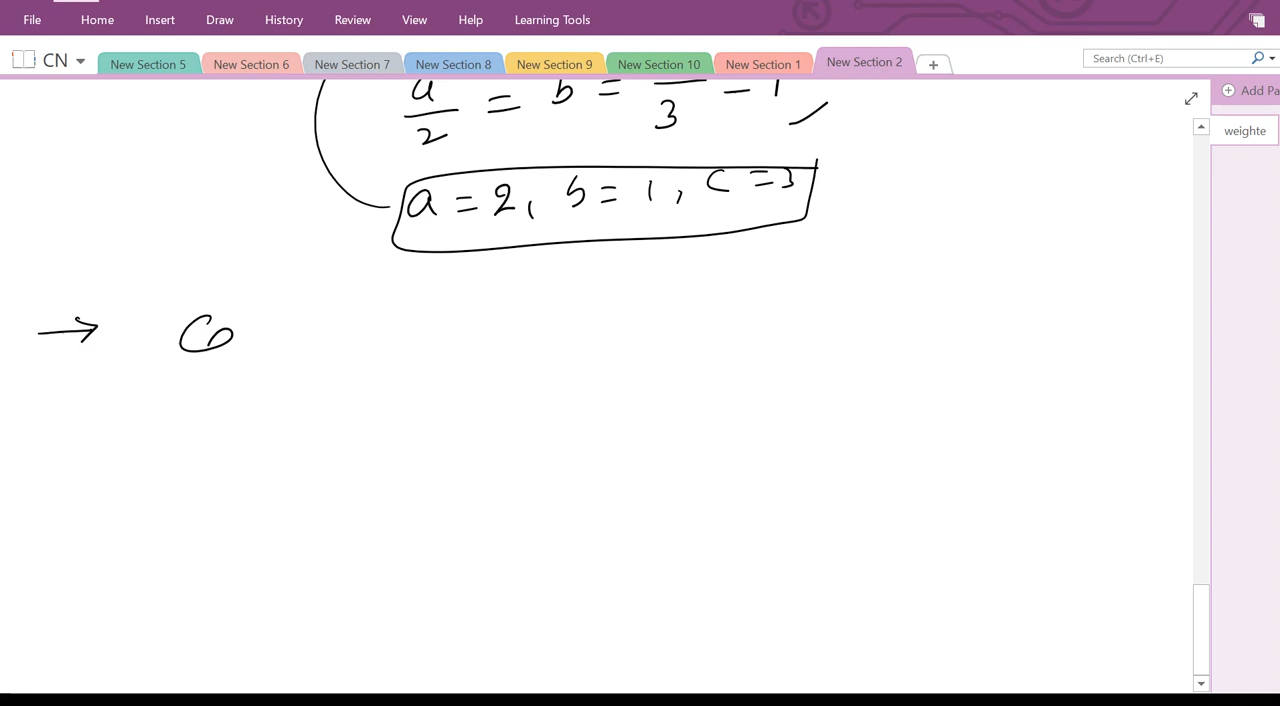 File Home Insert Draw History Review View Help Learning Tools
CN New Section 5 New Section 6 New Section 7 New Section 8 New Section 9 New Section 10 New Section 1 New Section 2 + Search (Ctrl+E)
Add Pa
weighte
a/2 = b = /3 = 1
a = 2, b = 1, c = 3
→ Co